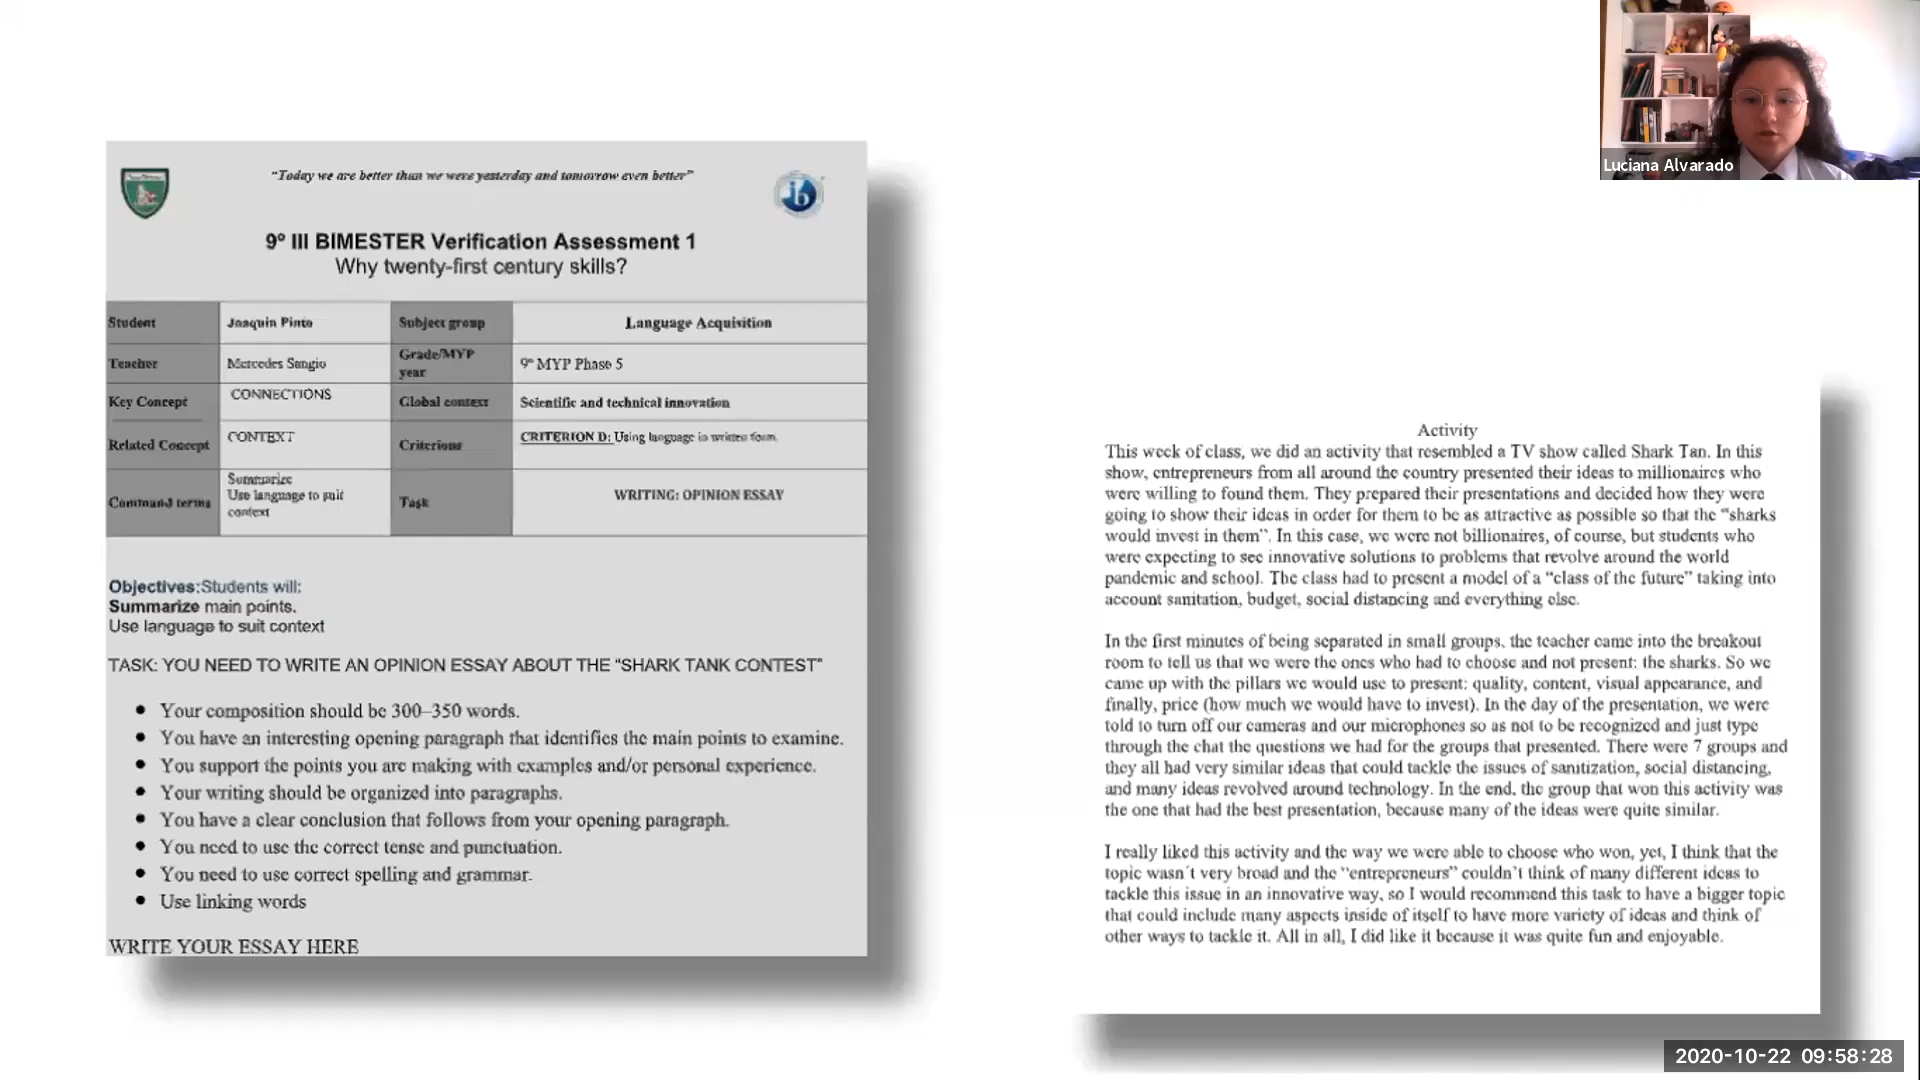 Luciana Alvarado
"Today we are better than we were yesterday and tomorrow even better"
ib
9° III BIMESTER Verification Assessment 1
Why twenty-first century skills?
Student Joaquin Pinto Subject group Language Acquisition
Teacher Mercedes Sangio Grade/MYP year 9° MYP Phase 5
Key Concept CONNECTIONS Global context Scientific and technical innovation
Related Concept CONTEXT Criterions CRITERION D: Using language in written form.
Command terms Summarize
Use language to suit
context
Task WRITING: OPINION ESSAY
Objectives:Students will:
Summarize main points.
Use language to suit context
TASK: YOU NEED TO WRITE AN OPINION ESSAY ABOUT THE "SHARK TANK CONTEST"
Your composition should be 300–350 words.
You have an interesting opening paragraph that identifies the main points to examine.
You support the points you are making with examples and/or personal experience.
Your writing should be organized into paragraphs.
You have a clear conclusion that follows from your opening paragraph.
You need to use the correct tense and punctuation.
You need to use correct spelling and grammar.
Use linking words
WRITE YOUR ESSAY HERE
Activity
This week of class, we did an activity that resembled a TV show called Shark Tan. In this
show, entrepreneurs from all around the country presented their ideas to millionaires who
were willing to found them. They prepared their presentations and decided how they were
going to show their ideas in order for them to be as attractive as possible so that the "sharks
would invest in them". In this case, we were not billionaires, of course, but students who
were expecting to see innovative solutions to problems that revolve around the world
pandemic and school. The class had to present a model of a "class of the future" taking into
account sanitation, budget, social distancing and everything else.
In the first minutes of being separated in small groups, the teacher came into the breakout
room to tell us that we were the ones who had to choose and not present: the sharks. So we
came up with the pillars we would use to present: quality, content, visual appearance, and
finally, price (how much we would have to invest). In the day of the presentation, we were
told to turn off our cameras and our microphones so as not to be recognized and just type
through the chat the questions we had for the groups that presented. There were 7 groups and
they all had very similar ideas that could tackle the issues of sanitization, social distancing,
and many ideas revolved around technology. In the end, the group that won this activity was
the one that had the best presentation, because many of the ideas were quite similar.
I really liked this activity and the way we were able to choose who won, yet, I think that the
topic wasn´t very broad and the "entrepreneurs" couldn't think of many different ideas to
tackle this issue in an innovative way, so I would recommend this task to have a bigger topic
that could include many aspects inside of itself to have more variety of ideas and think of
other ways to tackle it. All in all, I did like it because it was quite fun and enjoyable.
2020-10-22 09:58:28